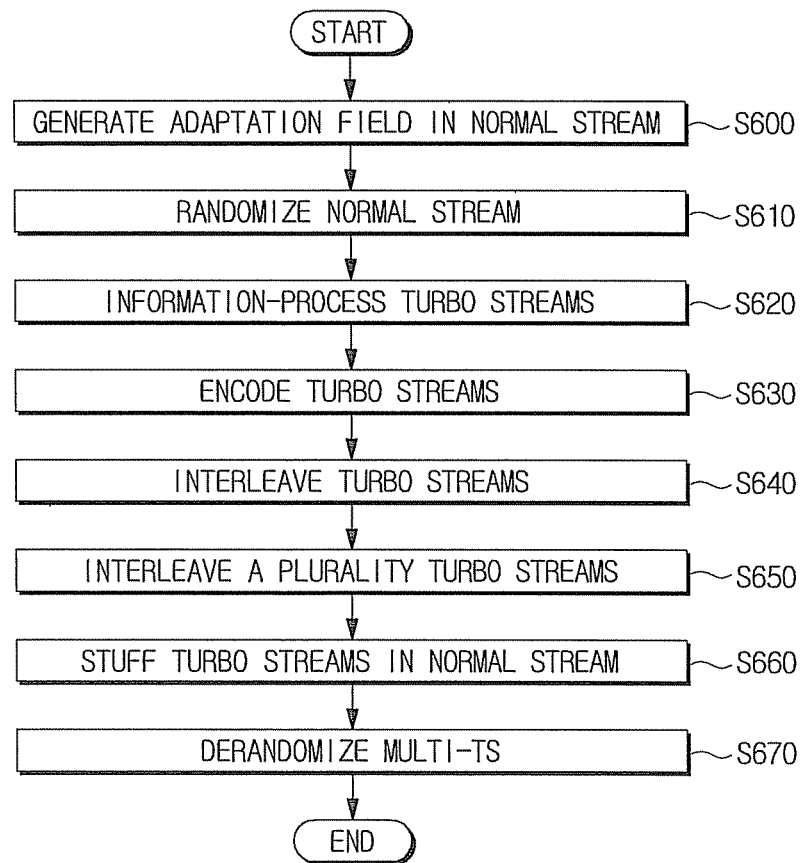 START
GENERATE ADAPTATION FIELD IN NORMAL STREAM S600
RANDOMIZE NORMAL STREAM S610
INFORMATION-PROCESS TURBO STREAMS S620
ENCODE TURBO STREAMS S630
INTERLEAVE TURBO STREAMS S640
INTERLEAVE A PLURALITY TURBO STREAMS S650
STUFF TURBO STREAMS IN NORMAL STREAM S660
DERANDOMIZE MULTI-TS S670
END